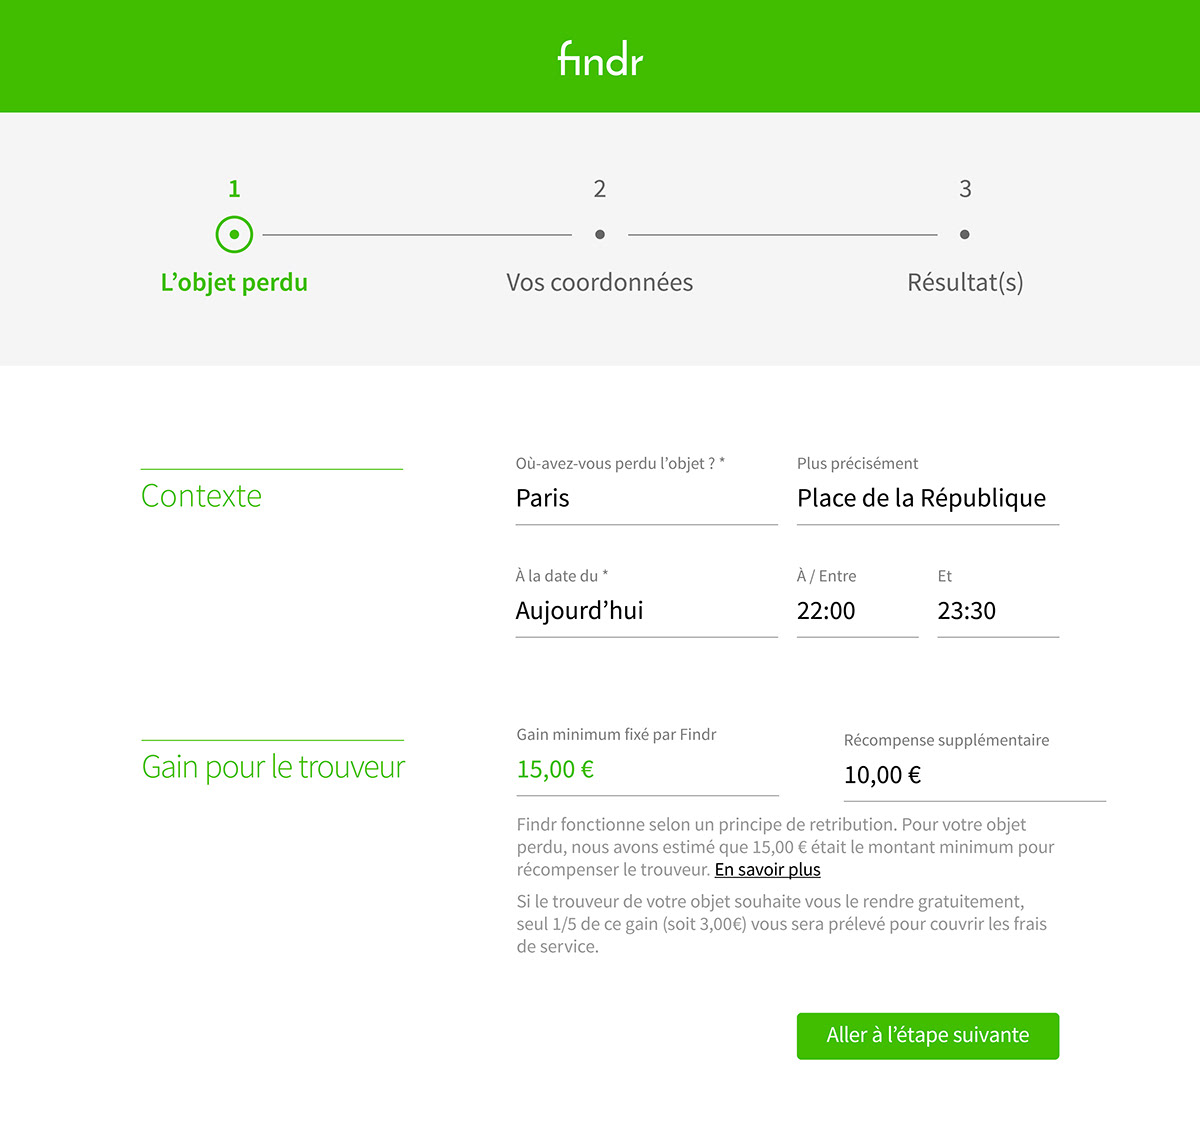 findr
1
2
3
L’objet perdu
Vos coordonnées
Résultat(s)
Contexte
Où-avez-vous perdu l’objet ? *
Plus précisément
Paris
Place de la République
À la date du *
À / Entre
Et
Aujourd’hui
22:00
23:30
Gain pour le trouveur
Gain minimum fixé par Findr
Récompense supplémentaire
15,00 €
10,00 €
Findr fonctionne selon un principe de retribution. Pour votre objet
perdu, nous avons estimé que 15,00 € était le montant minimum pour
récompenser le trouveur. En savoir plus
Si le trouveur de votre objet souhaite vous le rendre gratuitement,
seul 1/5 de ce gain (soit 3,00€) vous sera prélevé pour couvrir les frais
de service.
Aller à l’étape suivante